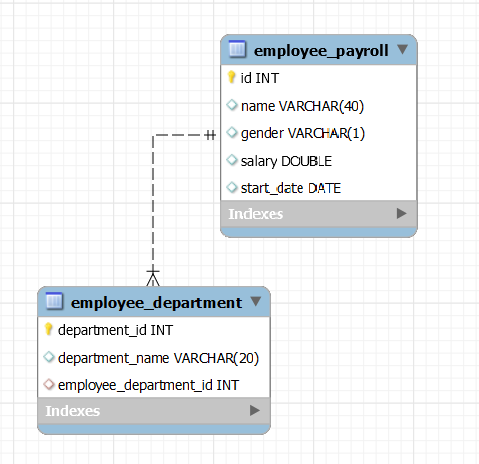 employee_payroll
id INT
name VARCHAR(40)
gender VARCHAR(1)
salary DOUBLE
start_date DATE
Indexes
employee_department
department_id INT
department_name VARCHAR(20)
employee_department_id INT
Indexes